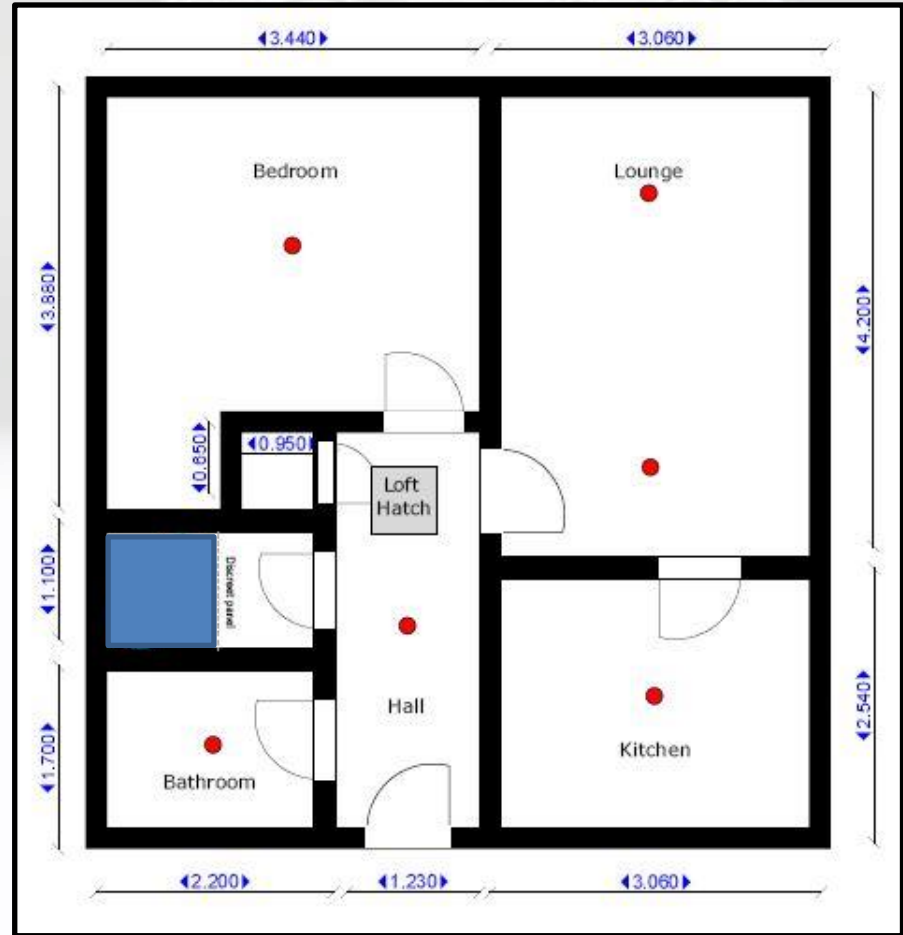 3.440
3.060
Bedroom
Lounge
3.880
4.200
0.650
0.950
Loft
Hatch
1.100
Discreet panel
Hall
2.540
1.700
Bathroom
Kitchen
2.200
1.230
3.060